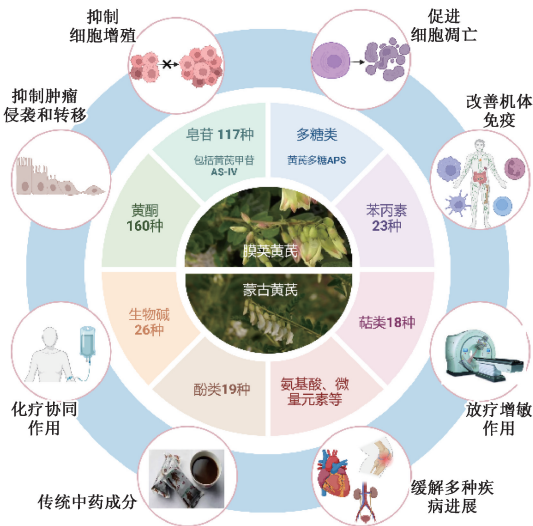 抑制
细胞增殖
促进
细胞凋亡
抑制肿瘤
侵袭和转移
改善机体
免疫
皂苷 117种
包括黄芪甲苷
AS-IV
多糖类
黄芪多糖APS
黄酮
160种
苯丙素
23种
膜荚黄芪
蒙古黄芪
生物碱
26种
萜类18种
酚类19种
氨基酸、微
量元素等
化疗协同
作用
放疗增敏
作用
传统中药成分
缓解多种疾
病进展